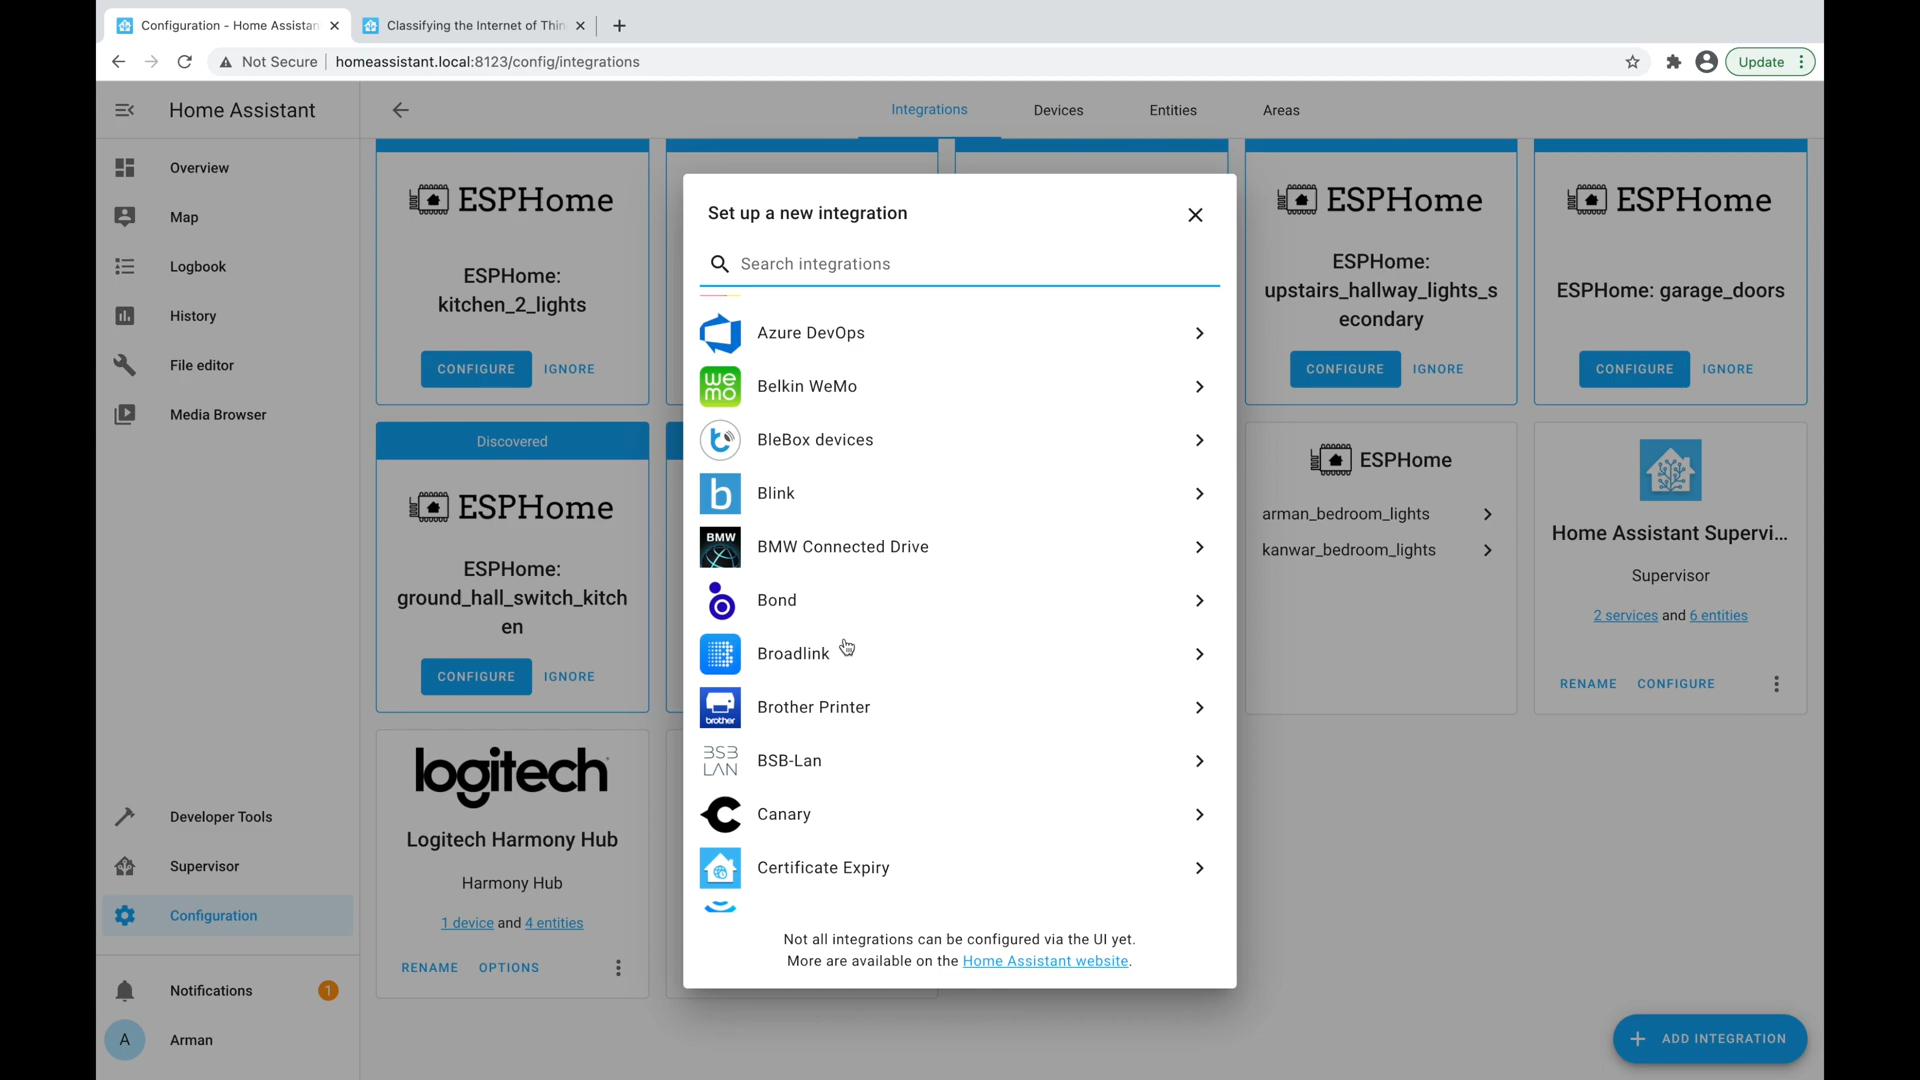 Configuration - Home Assistan
Classifying the Internet of Thin
Not Secure
homeassistant.local:8123/config/integrations
Update
Home Assistant
Integrations
Devices
Entities
Areas
Overview
Map
Logbook
History
File editor
Media Browser
Developer Tools
Supervisor
Configuration
Notifications
1
A
Arman
ESPHome
ESPHome:
kitchen_2_lights
CONFIGURE
IGNORE
ESPHome
ESPHome:
upstairs_hallway_lights_s
econdary
CONFIGURE
IGNORE
ESPHome
ESPHome: garage_doors
CONFIGURE
IGNORE
Discovered
ESPHome
ESPHome:
ground_hall_switch_kitch
en
CONFIGURE
IGNORE
ESPHome
arman_bedroom_lights
kanwar_bedroom_lights
Home Assistant Supervi...
Supervisor
2 services and 6 entities
RENAME
CONFIGURE
logitech
Logitech Harmony Hub
Harmony Hub
1 device and 4 entities
RENAME
OPTIONS
Set up a new integration
Search integrations
Azure DevOps
we
mo
Belkin WeMo
BleBox devices
b
Blink
BMW
BMW Connected Drive
Bond
Broadlink
brother
Brother Printer
BSB
LAN
BSB-Lan
Canary
Certificate Expiry
Not all integrations can be configured via the UI yet.
More are available on the Home Assistant website.
ADD INTEGRATION